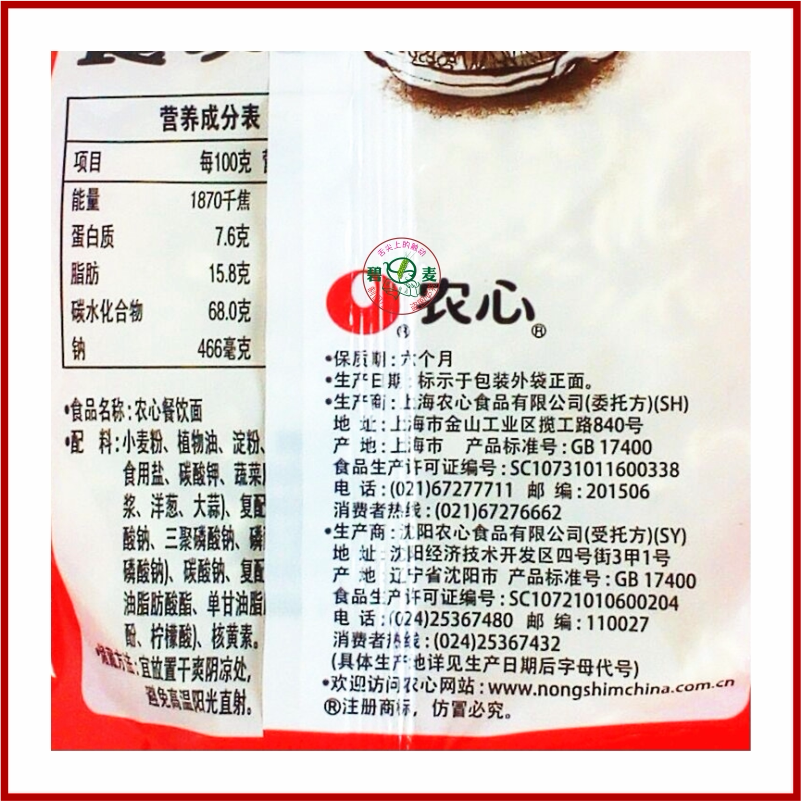 营养成分表
项目 每100克
能量 1870千焦
蛋白质 7.6克
脂肪 15.8克
碳水化合物 68.0克
钠 466毫克
•食品名称:农心餐饮面
•配 料:小麦粉、植物油、淀粉、
食用盐、碳酸钾、蔬菜
浆、洋葱、大蒜)、复配
酸钠、三聚磷酸钠、磷
磷酸钠)、碳酸钠、复配
油脂肪酸酯、单甘油脂
酚、柠檬酸)、核黄素。
•贮藏方法:宜放置干爽阴凉处,
避免高温阳光直射。
舌尖上的触动
碧 麦
农心®
®
•保质期:六个月
•生产日期:标示于包装外袋正面。
•生产商:上海农心食品有限公司(委托方)(SH)
地 址:上海市金山工业区揽工路840号
产 地:上海市 产品标准号:GB 17400
食品生产许可证编号:SC10731011600338
电 话:(021)67277711 邮 编:201506
消费者热线:(021)67276662
•生产商:沈阳农心食品有限公司(受托方)(SY)
地 址:沈阳经济技术开发区四号街3甲1号
产 地:辽宁省沈阳市 产品标准号:GB 17400
食品生产许可证编号:SC10721010600204
电 话:(024)25367480 邮 编:110027
消费者热线:(024)25367432
(具体生产地详见生产日期后字母代号)
•欢迎访问农心网站:www.nongshimchina.com.cn
®注册商标，仿冒必究。